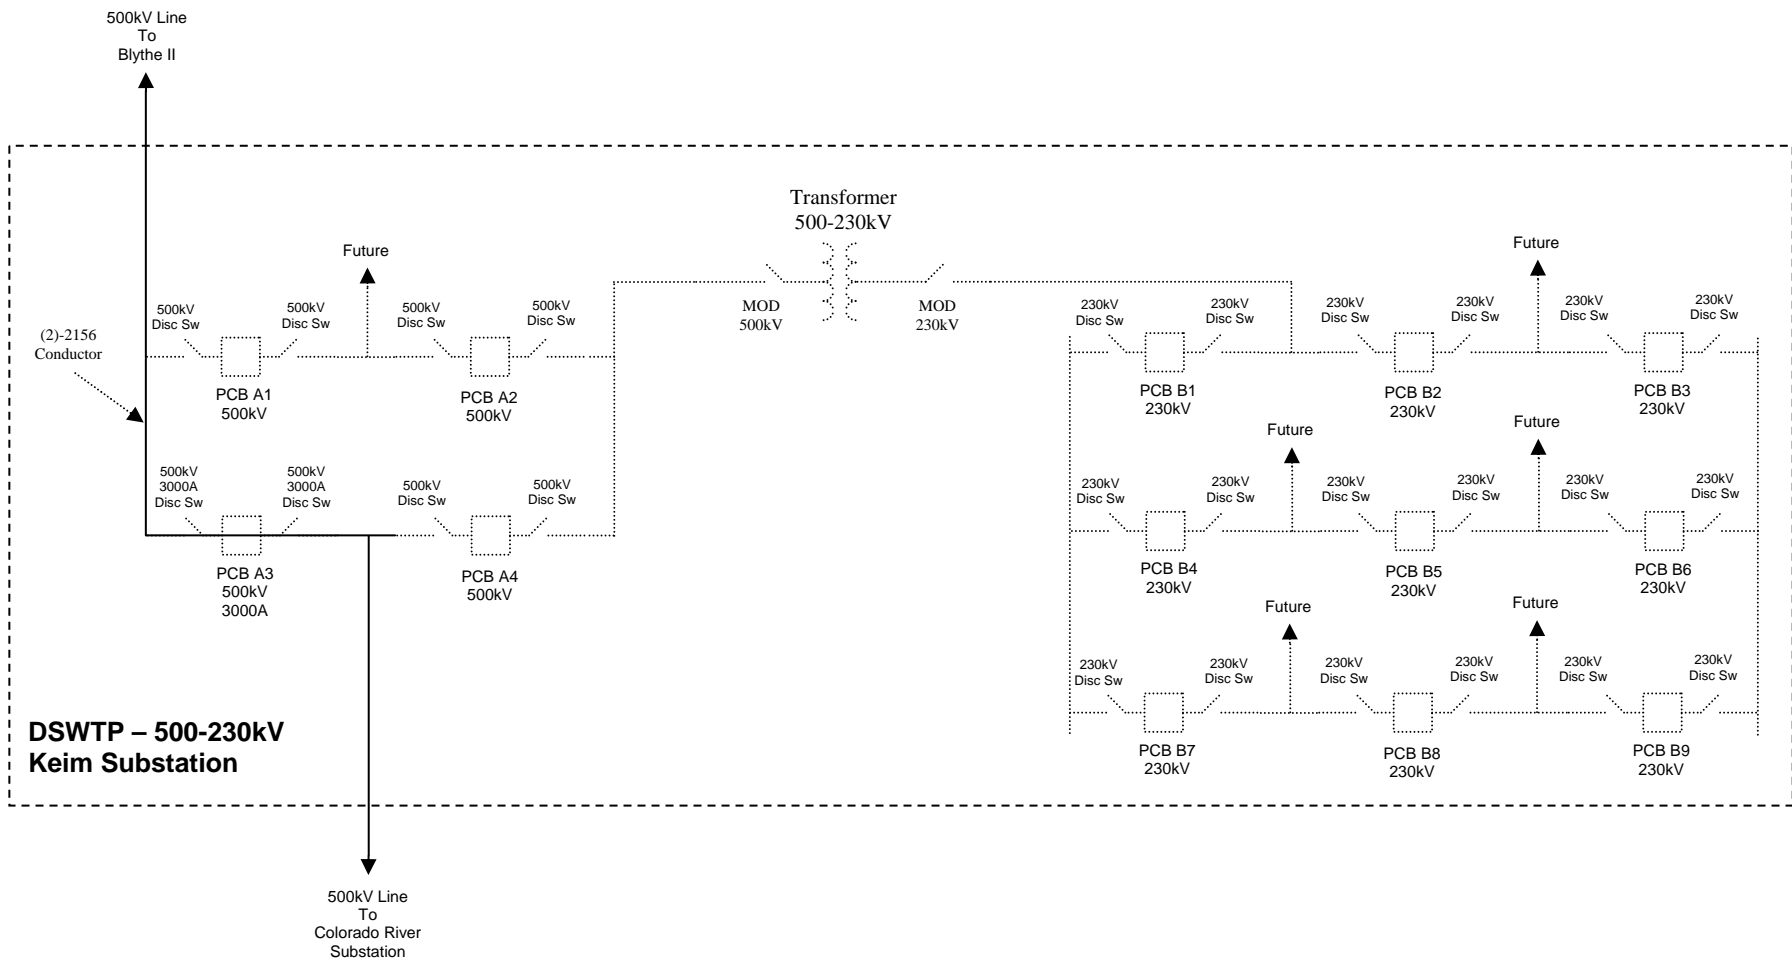 500kV Line
To
Blythe II
Transformer
500-230kV
Future
Future
MOD
500kV
MOD
230kV
500kV
Disc Sw
500kV
Disc Sw
500kV
Disc Sw
500kV
Disc Sw
230kV
Disc Sw
230kV
Disc Sw
230kV
Disc Sw
230kV
Disc Sw
230kV
Disc Sw
230kV
Disc Sw
(2)-2156
Conductor
PCB A1
500kV
PCB A2
500kV
PCB B1
230kV
PCB B2
230kV
PCB B3
230kV
Future
Future
500kV
3000A
Disc Sw
500kV
3000A
Disc Sw
500kV
Disc Sw
500kV
Disc Sw
230kV
Disc Sw
230kV
Disc Sw
230kV
Disc Sw
230kV
Disc Sw
230kV
Disc Sw
230kV
Disc Sw
PCB A3
500kV
3000A
PCB A4
500kV
PCB B4
230kV
PCB B5
230kV
PCB B6
230kV
Future
Future
230kV
Disc Sw
230kV
Disc Sw
230kV
Disc Sw
230kV
Disc Sw
230kV
Disc Sw
230kV
Disc Sw
PCB B7
230kV
PCB B8
230kV
PCB B9
230kV
DSWTP – 500-230kV
Keim Substation
500kV Line
To
Colorado River
Substation